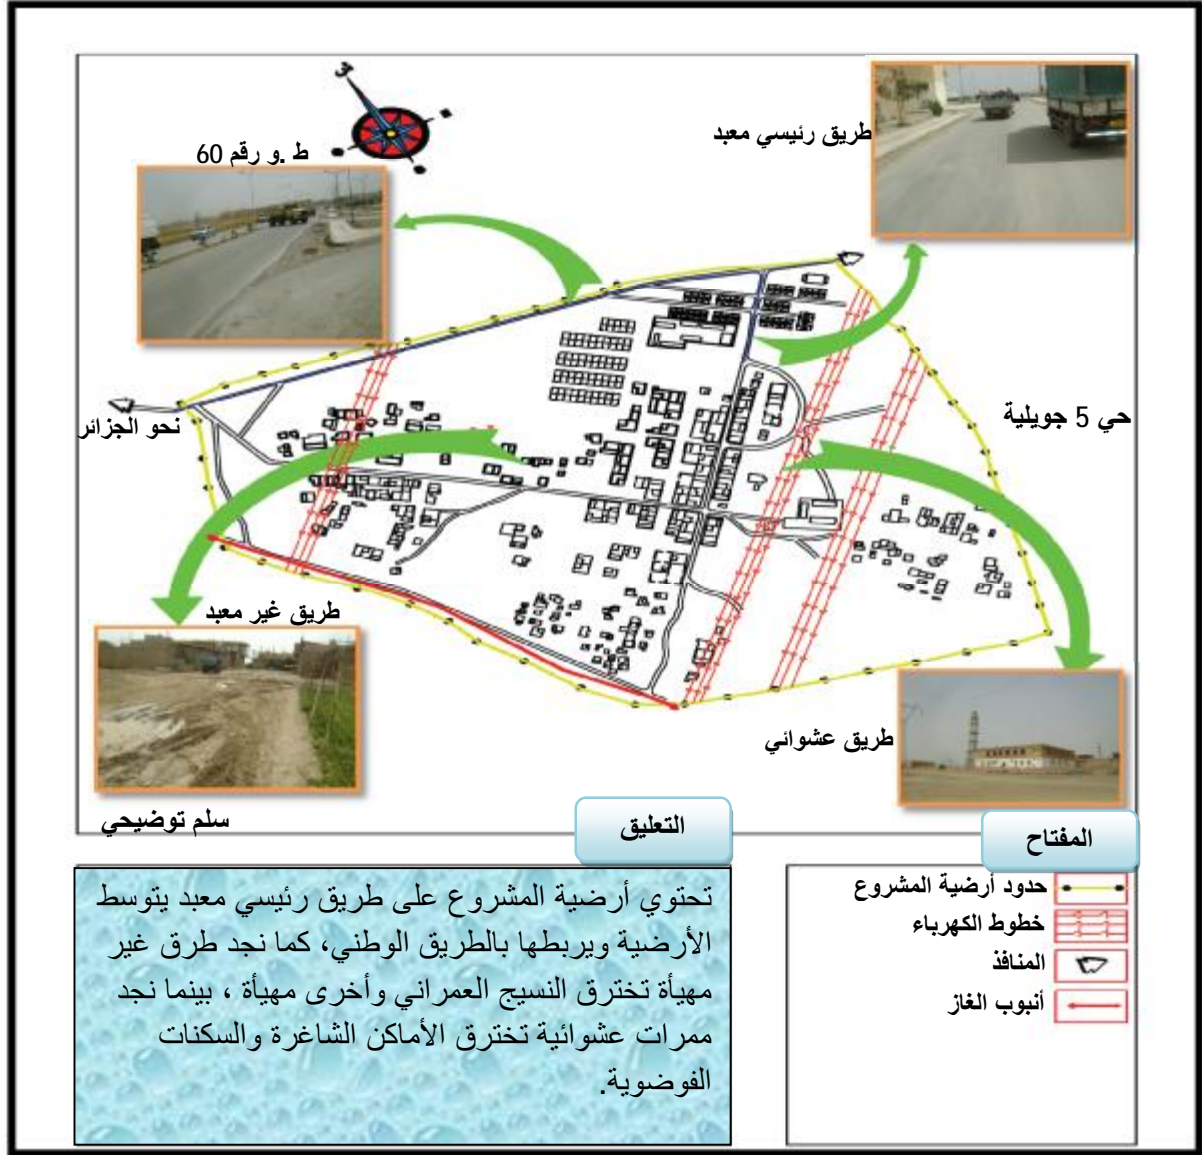 طريق رئيسي معبد
ط .و رقم 60
حي 5 جويلية
نحو الجزائر
طريق غير معبد
طريق عشوائي
سلم توضيحي
التعليق
المفتاح
حدود أرضية المشروع
خطوط الكهرباء
المنافذ
أنبوب الغاز
تحتوي أرضية المشروع على طريق رئيسي معبد يتوسط
الأرضية ويربطها بالطريق الوطني، كما نجد طرق غير
مهيأة تخترق النسيج العمراني وأخرى مهيأة ، بينما نجد
ممرات عشوائية تخترق الأماكن الشاغرة والسكنات
الفوضوية.